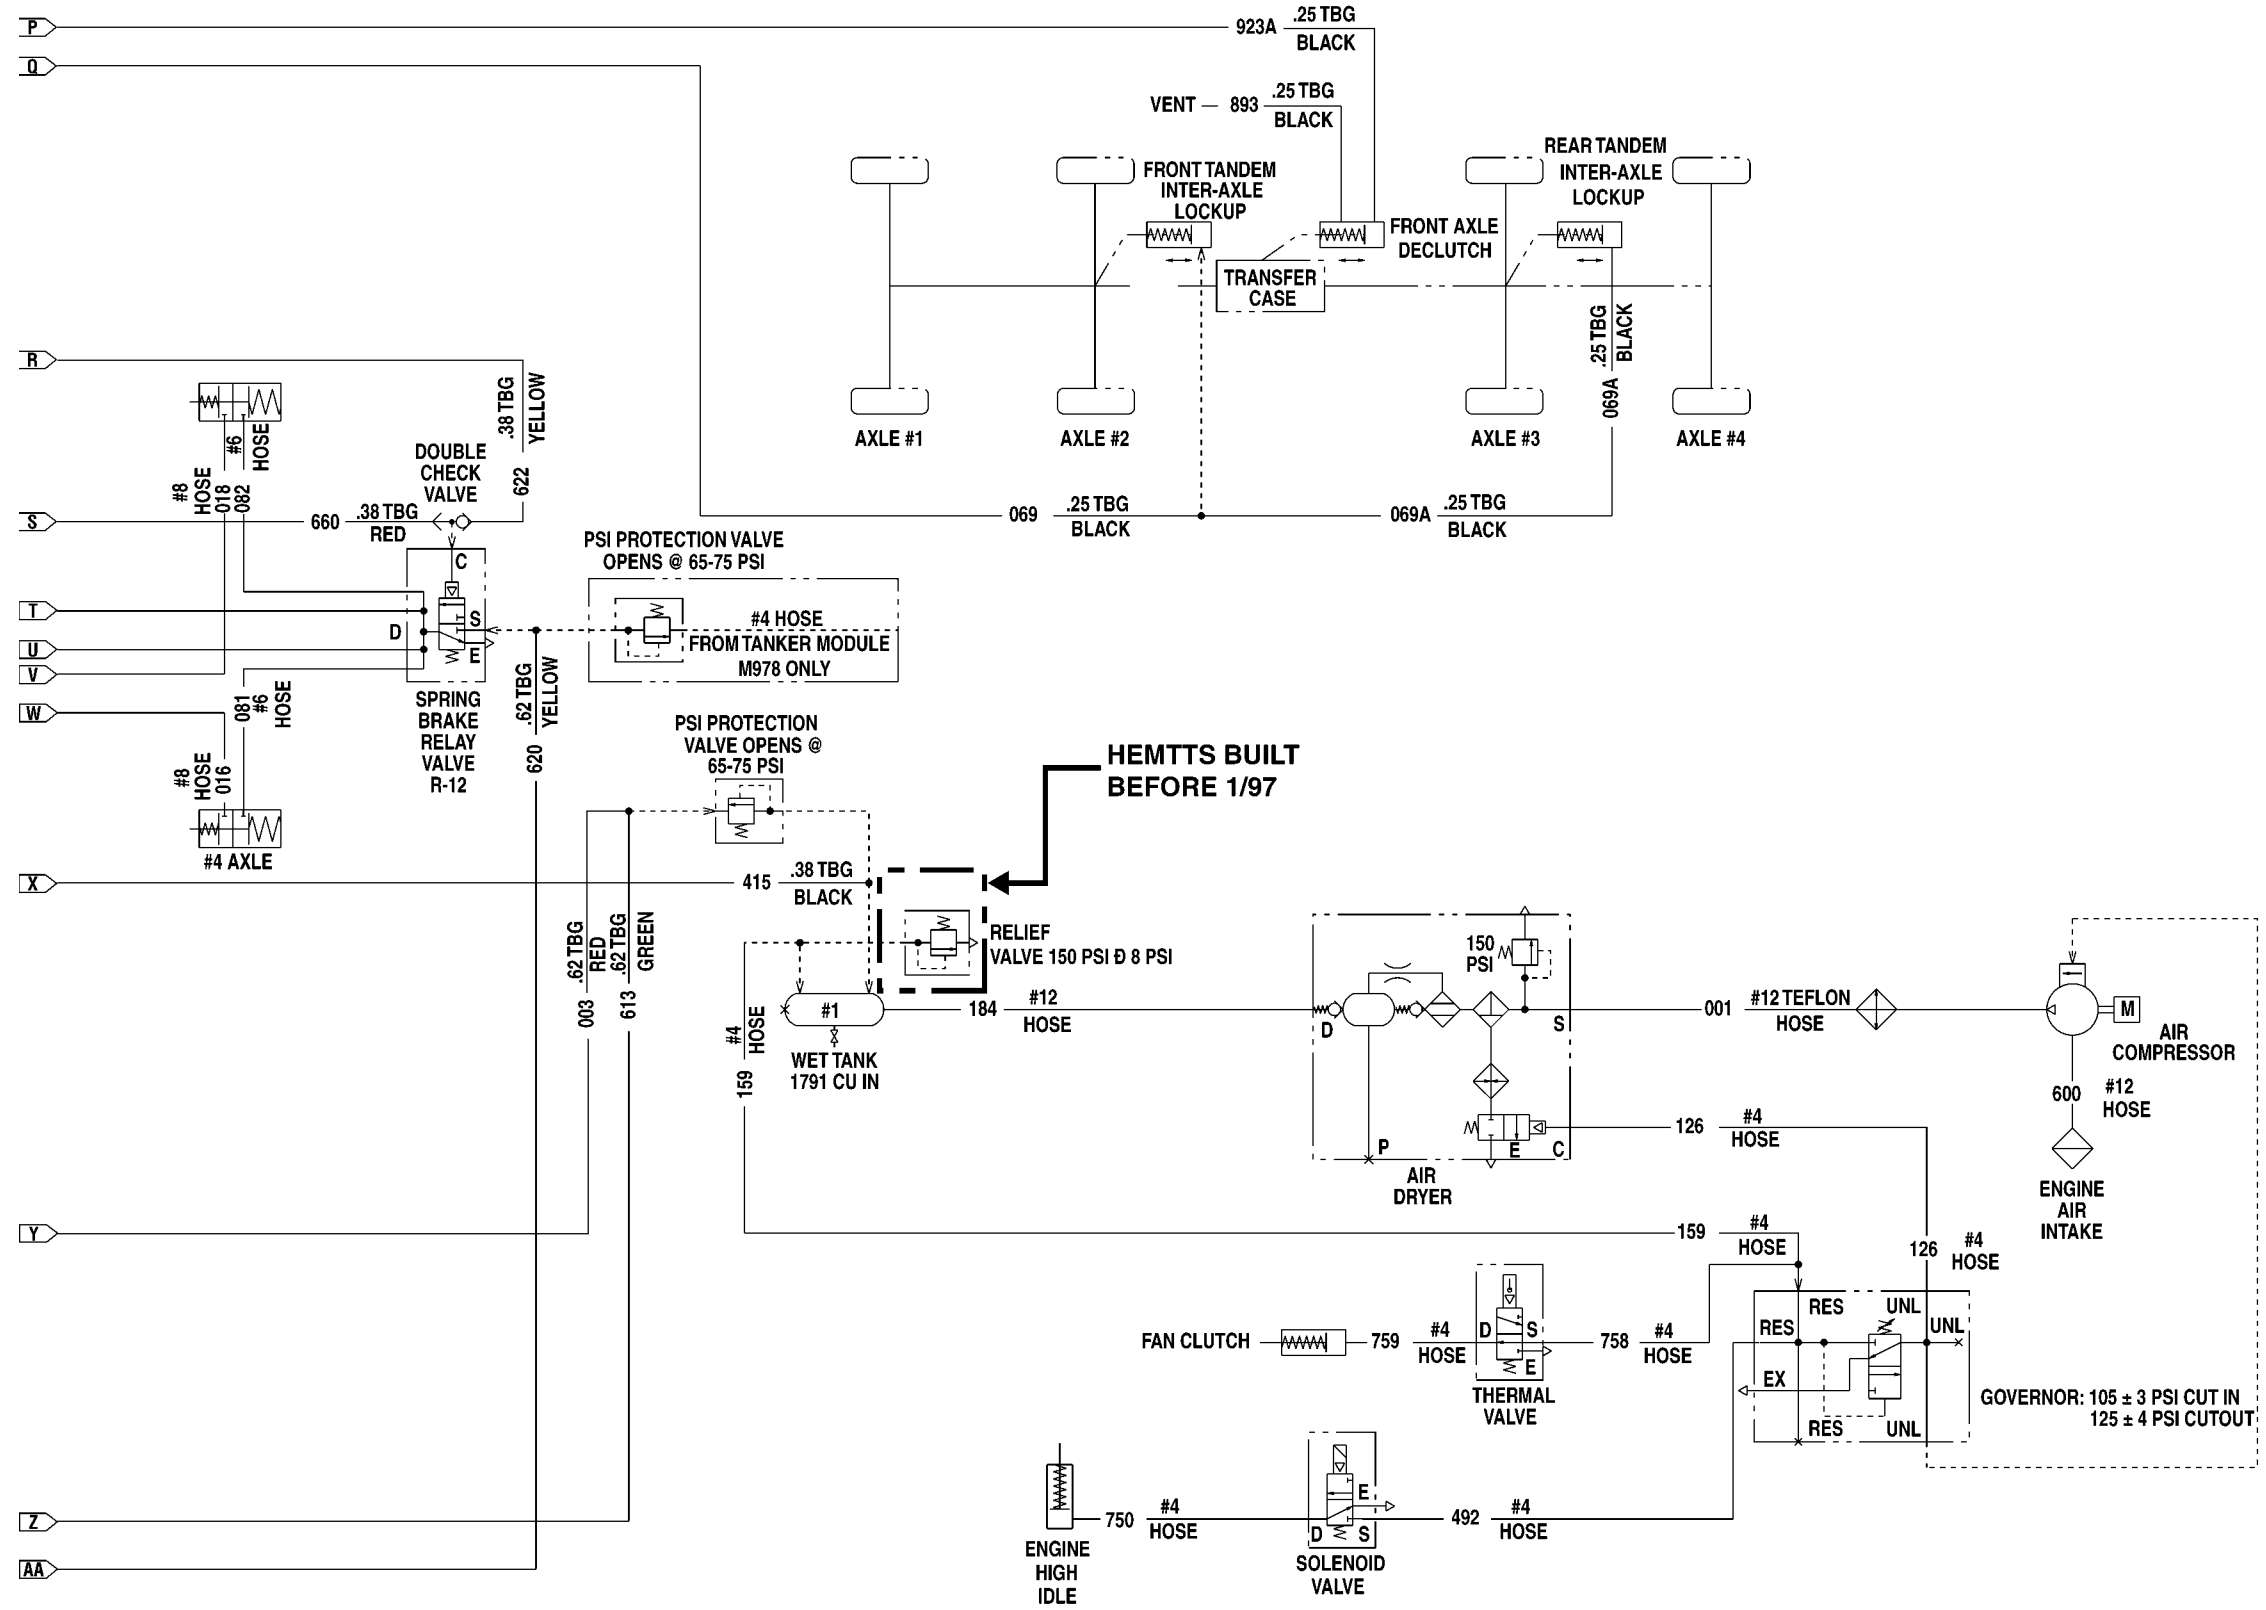 P
923A
.25 TBG
BLACK
Q
VENT
893
.25 TBG
BLACK
FRONT TANDEM
INTER-AXLE
LOCKUP
REAR TANDEM
INTER-AXLE
LOCKUP
FRONT AXLE
DECLUTCH
TRANSFER
CASE
.25 TBG
BLACK
069A
AXLE #1
AXLE #2
AXLE #3
AXLE #4
R
.38 TBG
YELLOW
622
#6
HOSE
#8
HOSE
018
082
DOUBLE
CHECK
VALVE
S
660
.38 TBG
RED
069
.25 TBG
BLACK
069A
.25 TBG
BLACK
C
PSI PROTECTION VALVE
OPENS @ 65-75 PSI
T
D
S
E
#4 HOSE
FROM TANKER MODULE
M978 ONLY
U
V
W
081
#6
HOSE
.62 TBG
YELLOW
620
SPRING
BRAKE
RELAY
VALVE
R-12
#8
HOSE
016
#4 AXLE
PSI PROTECTION
VALVE OPENS @
65-75 PSI
HEMTTS BUILT
BEFORE 1/97
X
415
.38 TBG
BLACK
.62 TBG
RED
003
.62 TBG
GREEN
613
RELIEF
VALVE 150 PSI Ð 8 PSI
150
PSI
#4
HOSE
159
#1
WET TANK
1791 CU IN
184
#12
HOSE
D
S
P
E
C
AIR
DRYER
001
#12 TEFLON
HOSE
M
AIR
COMPRESSOR
600
#12
HOSE
126
#4
HOSE
ENGINE
AIR
INTAKE
Y
159
#4
HOSE
126
#4
HOSE
FAN CLUTCH
759
#4
HOSE
D
S
E
THERMAL
VALVE
758
#4
HOSE
RES
UNL
RES
UNL
EX
RES
UNL
GOVERNOR: 105 ± 3 PSI CUT IN
125 ± 4 PSI CUTOUT
Z
ENGINE
HIGH
IDLE
750
#4
HOSE
E
D
S
SOLENOID
VALVE
492
#4
HOSE
AA